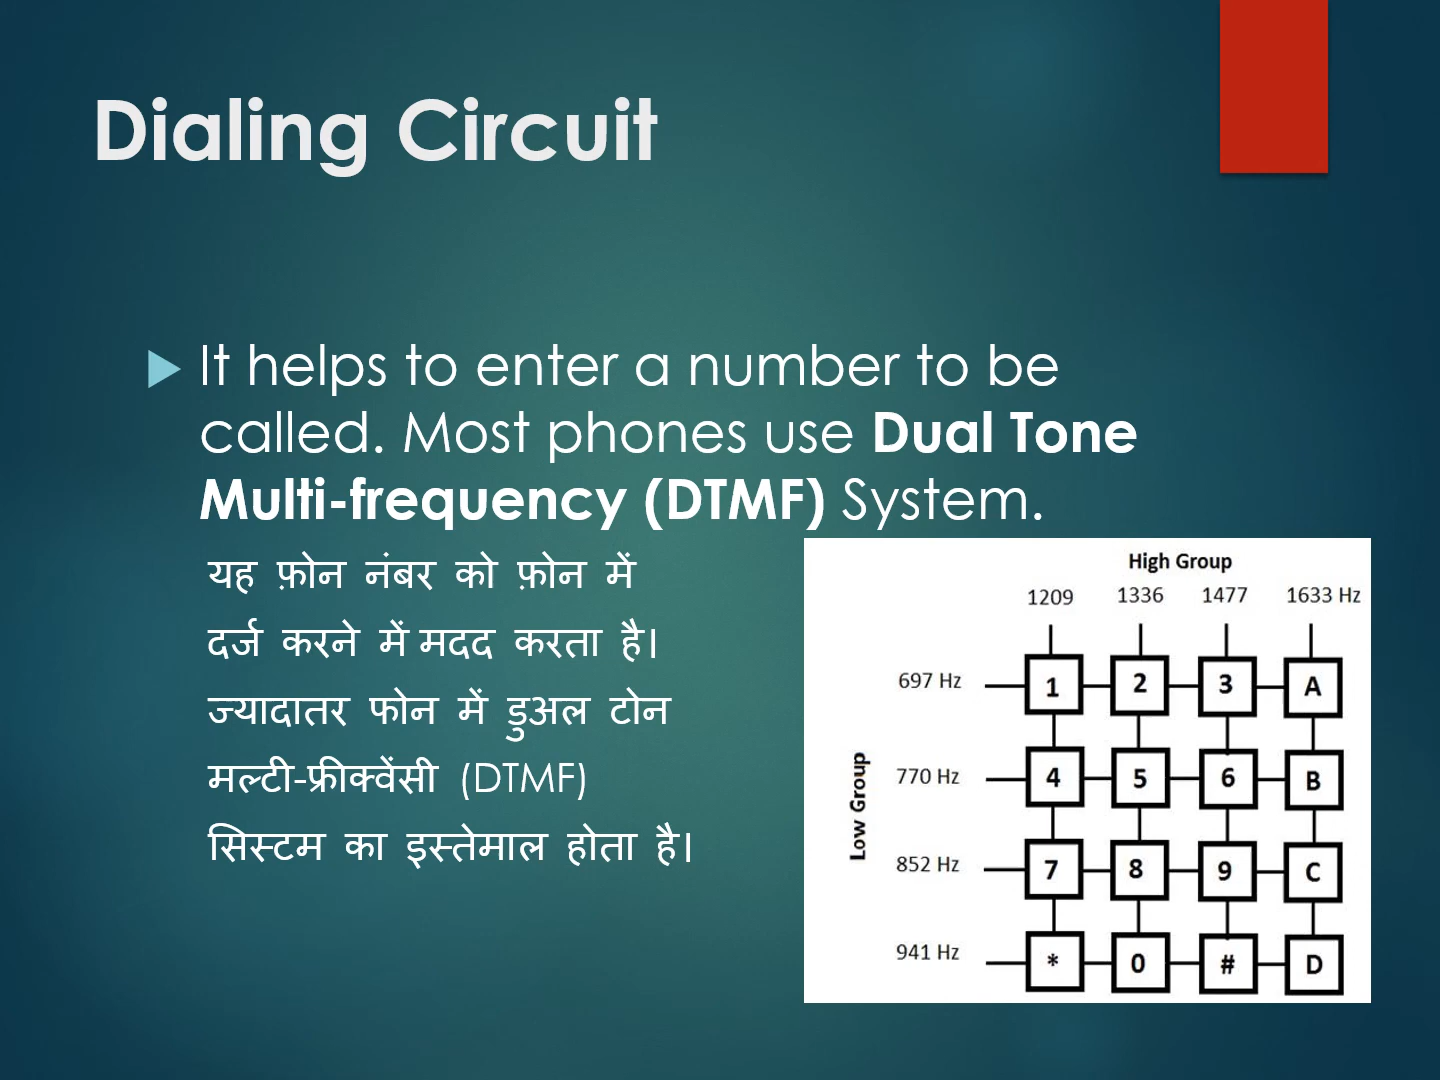 Dialing Circuit
It helps to enter a number to be
called. Most phones use Dual Tone
Multi-frequency (DTMF) System.
यह फ़ोन नंबर को फ़ोन में
दर्ज करने में मदद करता है।
ज्यादातर फोन में डुअल टोन
मल्टी-फ्रीक्वेंसी (DTMF)
सिस्टम का इस्तेमाल होता है।
High Group
1209 1336 1477 1633 Hz
697 Hz 1 2 3 A
770 Hz 4 5 6 B
Low Group
852 Hz 7 8 9 C
941 Hz * 0 # D